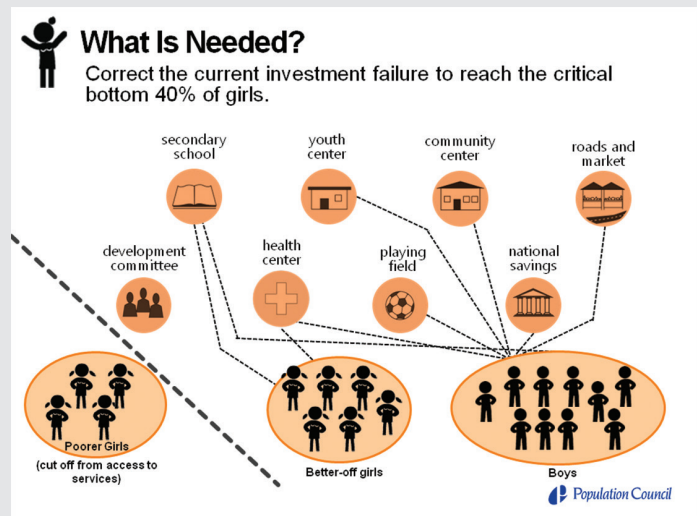 What Is Needed?
Correct the current investment failure to reach the critical
bottom 40% of girls.
secondary
school
youth
center
community
center
roads and
market
development
committee
health
center
playing
field
national
savings
Poorer Girls
(cut off from access to
services)
Better-off girls
Boys
Population Council